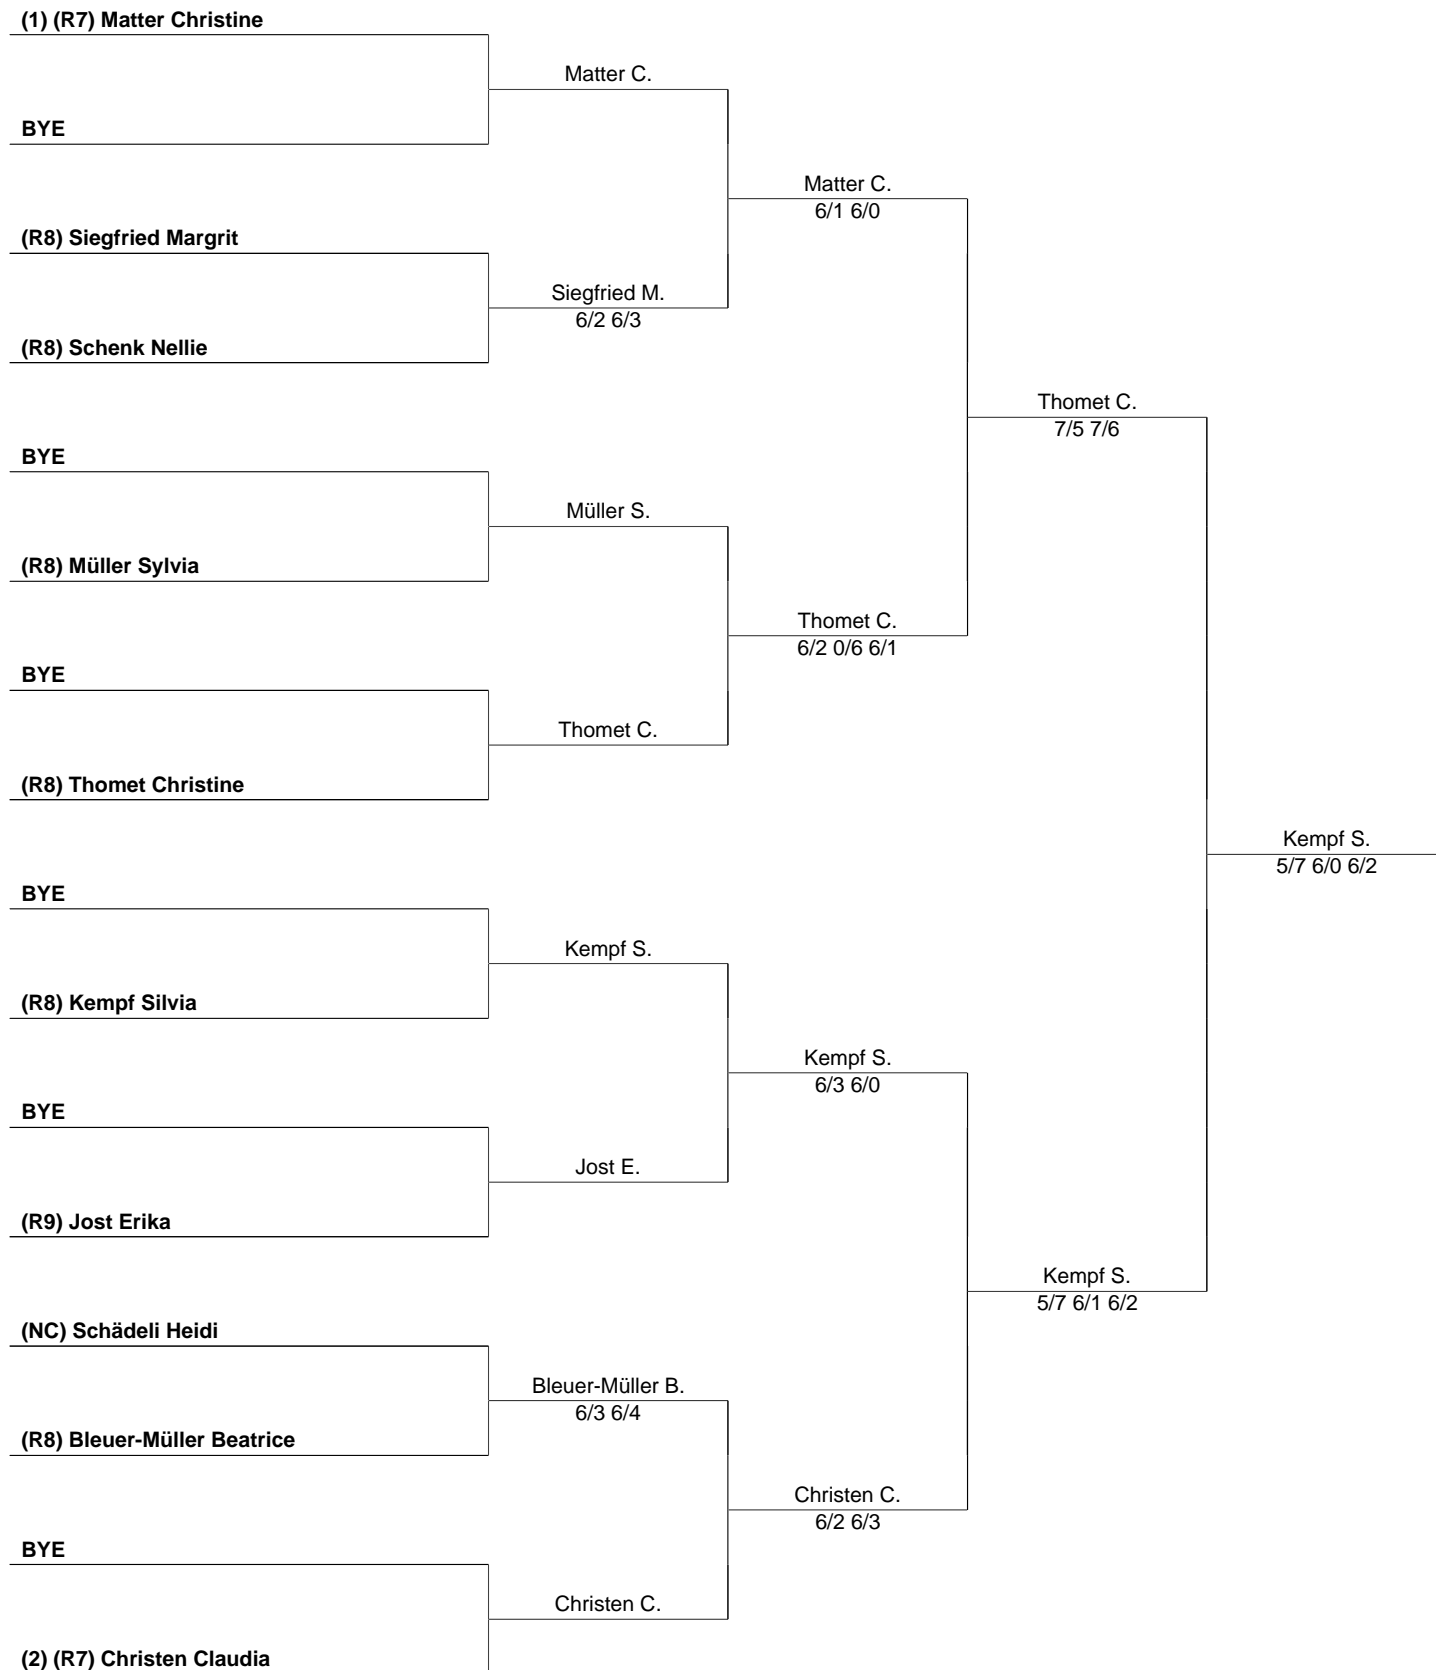 (1) (R7) Matter Christine
Matter C.
BYE
Matter C.
6/1 6/0
(R8) Siegfried Margrit
Siegfried M.
6/2 6/3
(R8) Schenk Nellie
Thomet C.
7/5 7/6
BYE
Müller S.
(R8) Müller Sylvia
Thomet C.
6/2 0/6 6/1
BYE
Thomet C.
(R8) Thomet Christine
Kempf S.
5/7 6/0 6/2
BYE
Kempf S.
(R8) Kempf Silvia
Kempf S.
6/3 6/0
BYE
Jost E.
(R9) Jost Erika
Kempf S.
5/7 6/1 6/2
(NC) Schädeli Heidi
Bleuer-Müller B.
6/3 6/4
(R8) Bleuer-Müller Beatrice
Christen C.
6/2 6/3
BYE
Christen C.
(2) (R7) Christen Claudia